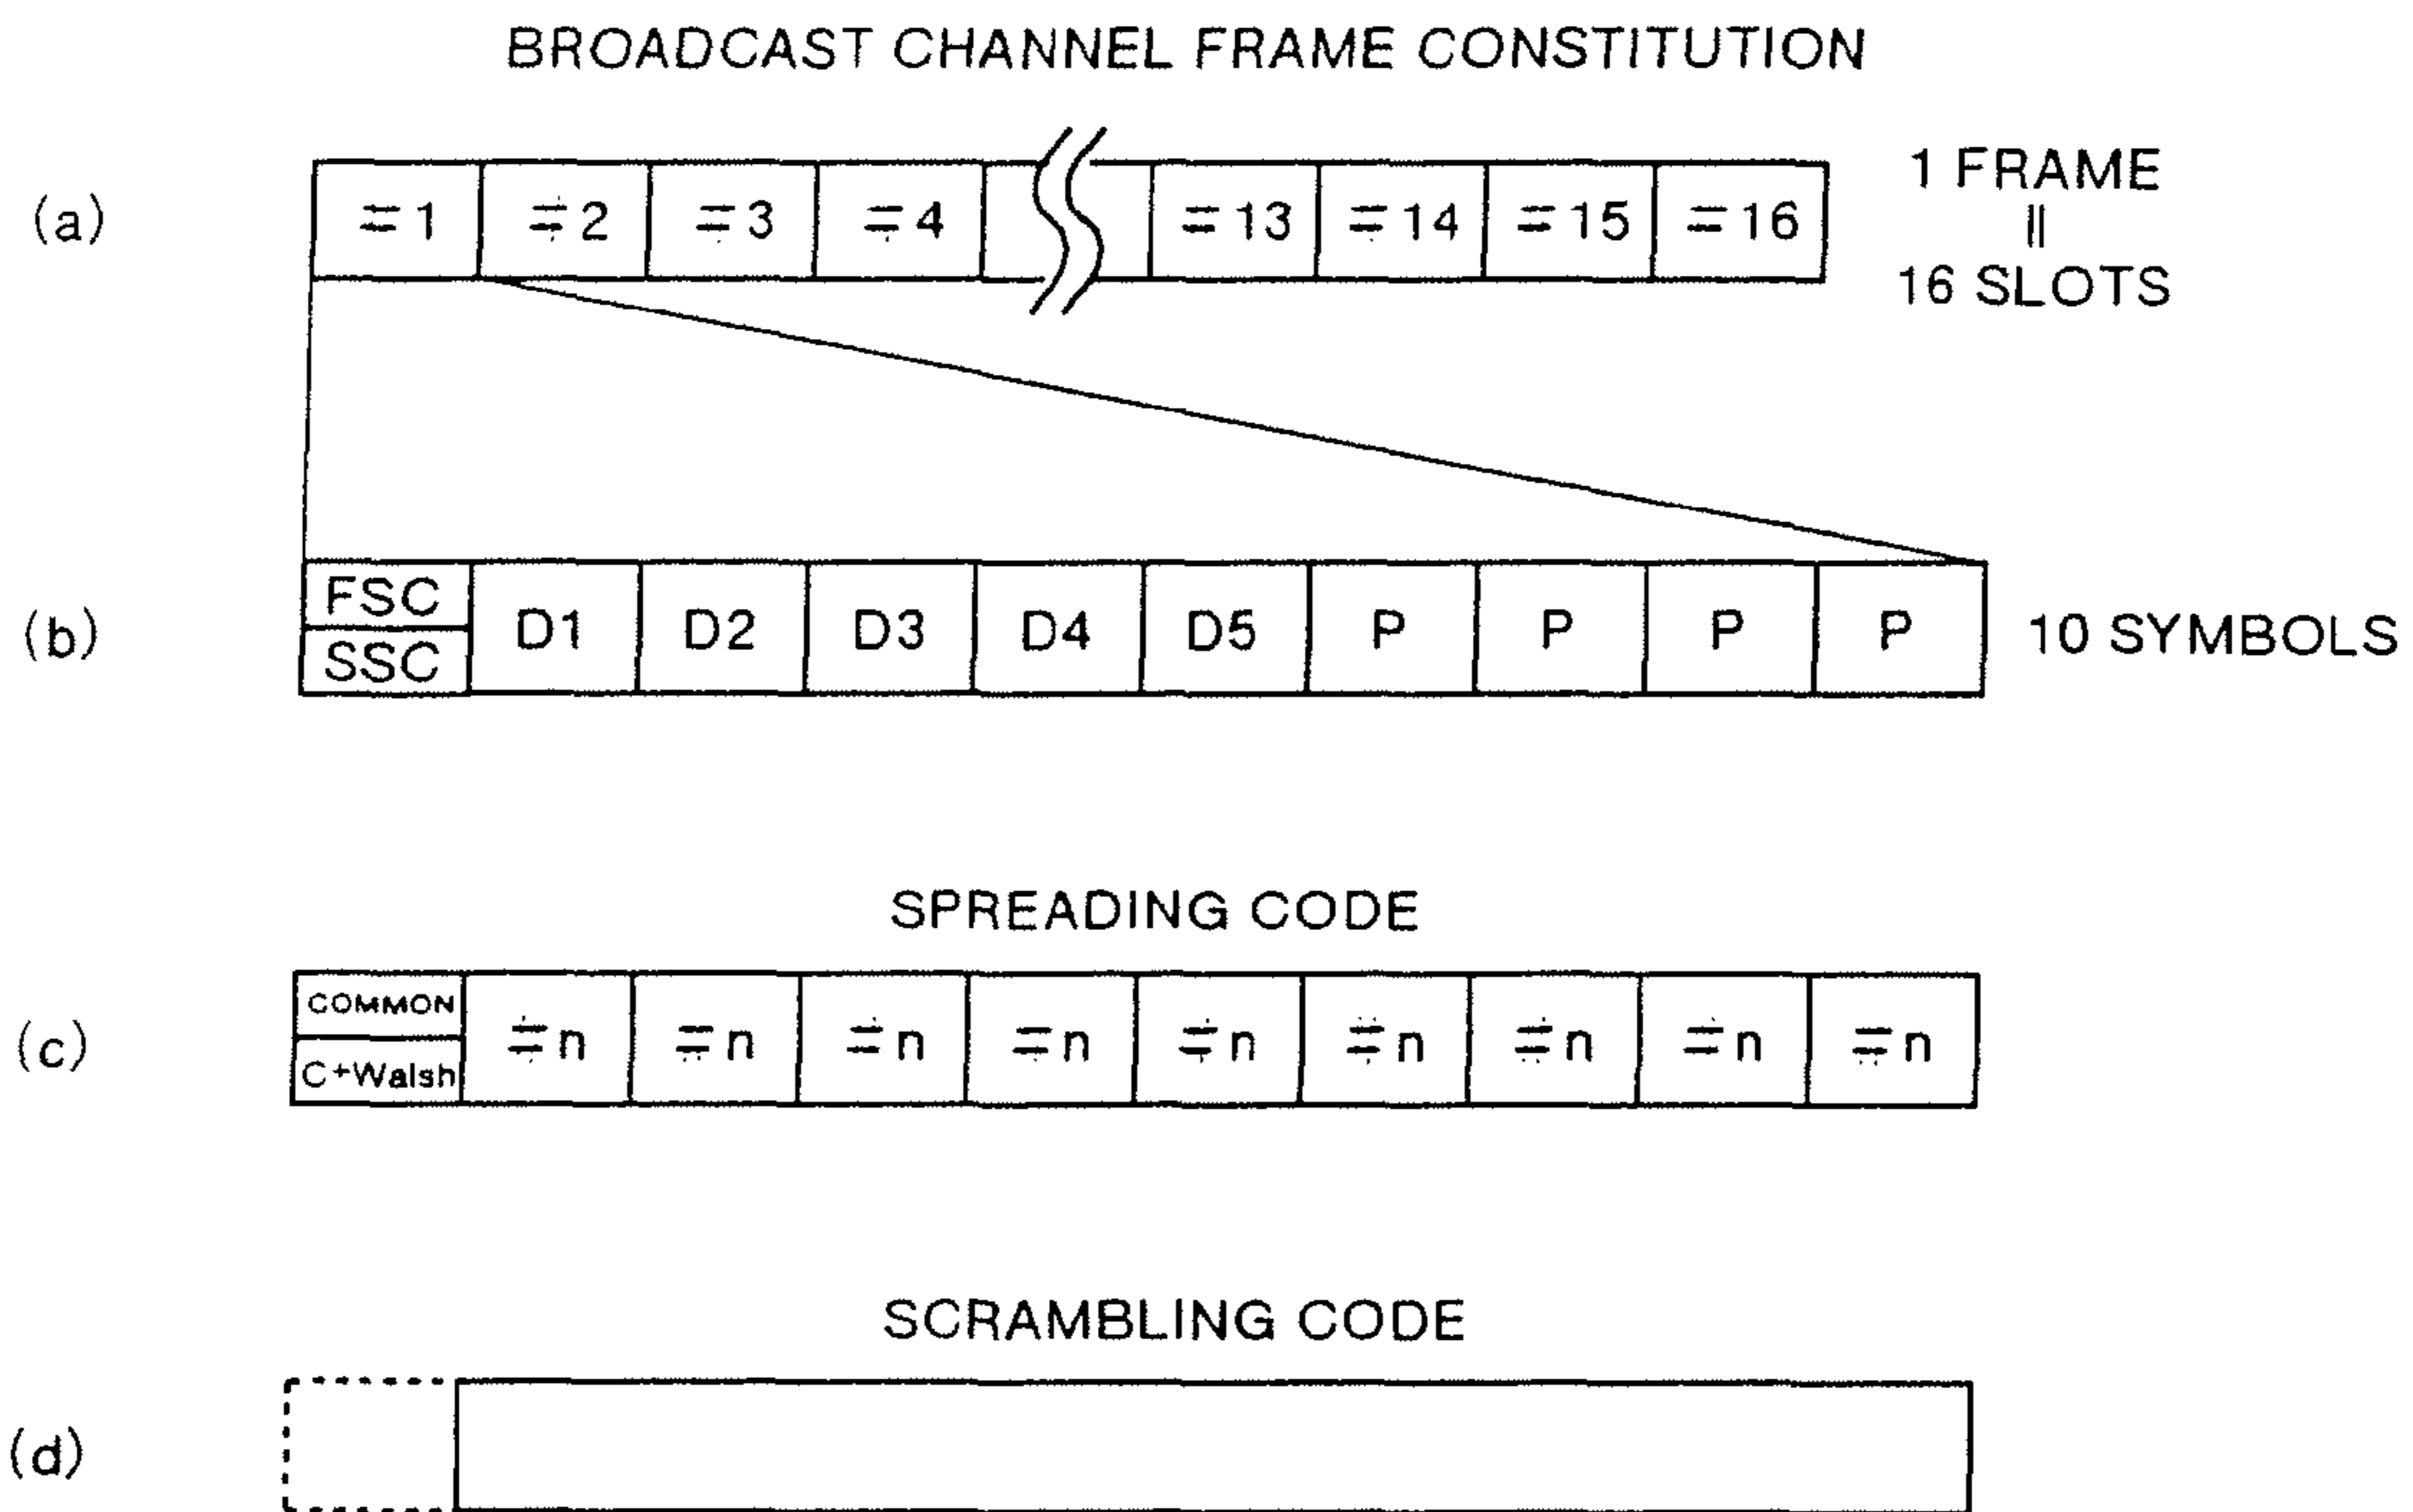 BROADCAST CHANNEL FRAME CONSTITUTION
(a) #1 #2 #3 #4 #13 #14 #15 #16
1 FRAME
=
16 SLOTS
(b) FSC SSC D1 D2 D3 D4 D5 P P P P 10 SYMBOLS
SPREADING CODE
(c) COMMON C+Walsh #n #n #n #n #n #n #n #n #n
SCRAMBLING CODE
(d)